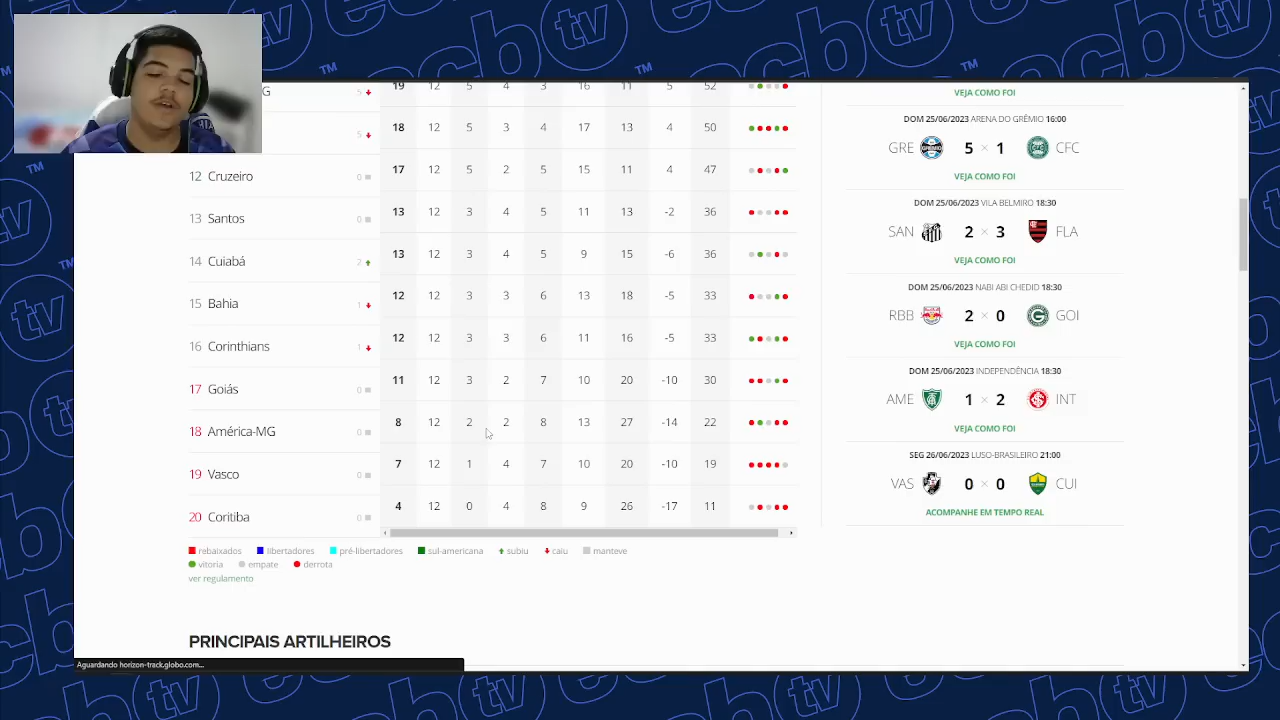 G 5 19 12 5 4 3 16 11 5 52
5 18 12 5 3 4 17 13 4 50
12 Cruzeiro 0 17 12 5 2 5 15 11 4 47
13 Santos 0 13 12 3 4 5 11 13 -2 36
14 Cuiabá 2 13 12 3 4 5 9 15 -6 36
15 Bahia 1 12 12 3 3 6 13 18 -5 33
16 Corinthians 1 12 12 3 3 6 11 16 -5 33
17 Goiás 0 11 12 3 2 7 10 20 -10 30
18 América-MG 0 8 12 2 2 8 13 27 -14 22
19 Vasco 0 7 12 1 4 7 10 20 -10 19
20 Coritiba 0 4 12 0 4 8 9 26 -17 11
rebaixados libertadores pré-libertadores sul-americana subiu caiu manteve
vitoria empate derrota
ver regulamento
PRINCIPAIS ARTILHEIROS
Aguardando horizon-track.globo.com...
VEJA COMO FOI
DOM 25/06/2023 ARENA DO GRÊMIO 16:00
GRE 5 × 1 CFC
VEJA COMO FOI
DOM 25/06/2023 VILA BELMIRO 18:30
SAN 2 × 3 FLA
VEJA COMO FOI
DOM 25/06/2023 NABI ABI CHEDID 18:30
RBB 2 × 0 GOI
VEJA COMO FOI
DOM 25/06/2023 INDEPENDÊNCIA 18:30
AME 1 × 2 INT
VEJA COMO FOI
SEG 26/06/2023 LUSO-BRASILEIRO 21:00
VAS 0 × 0 CUI
ACOMPANHE EM TEMPO REAL
ecbtv
TM